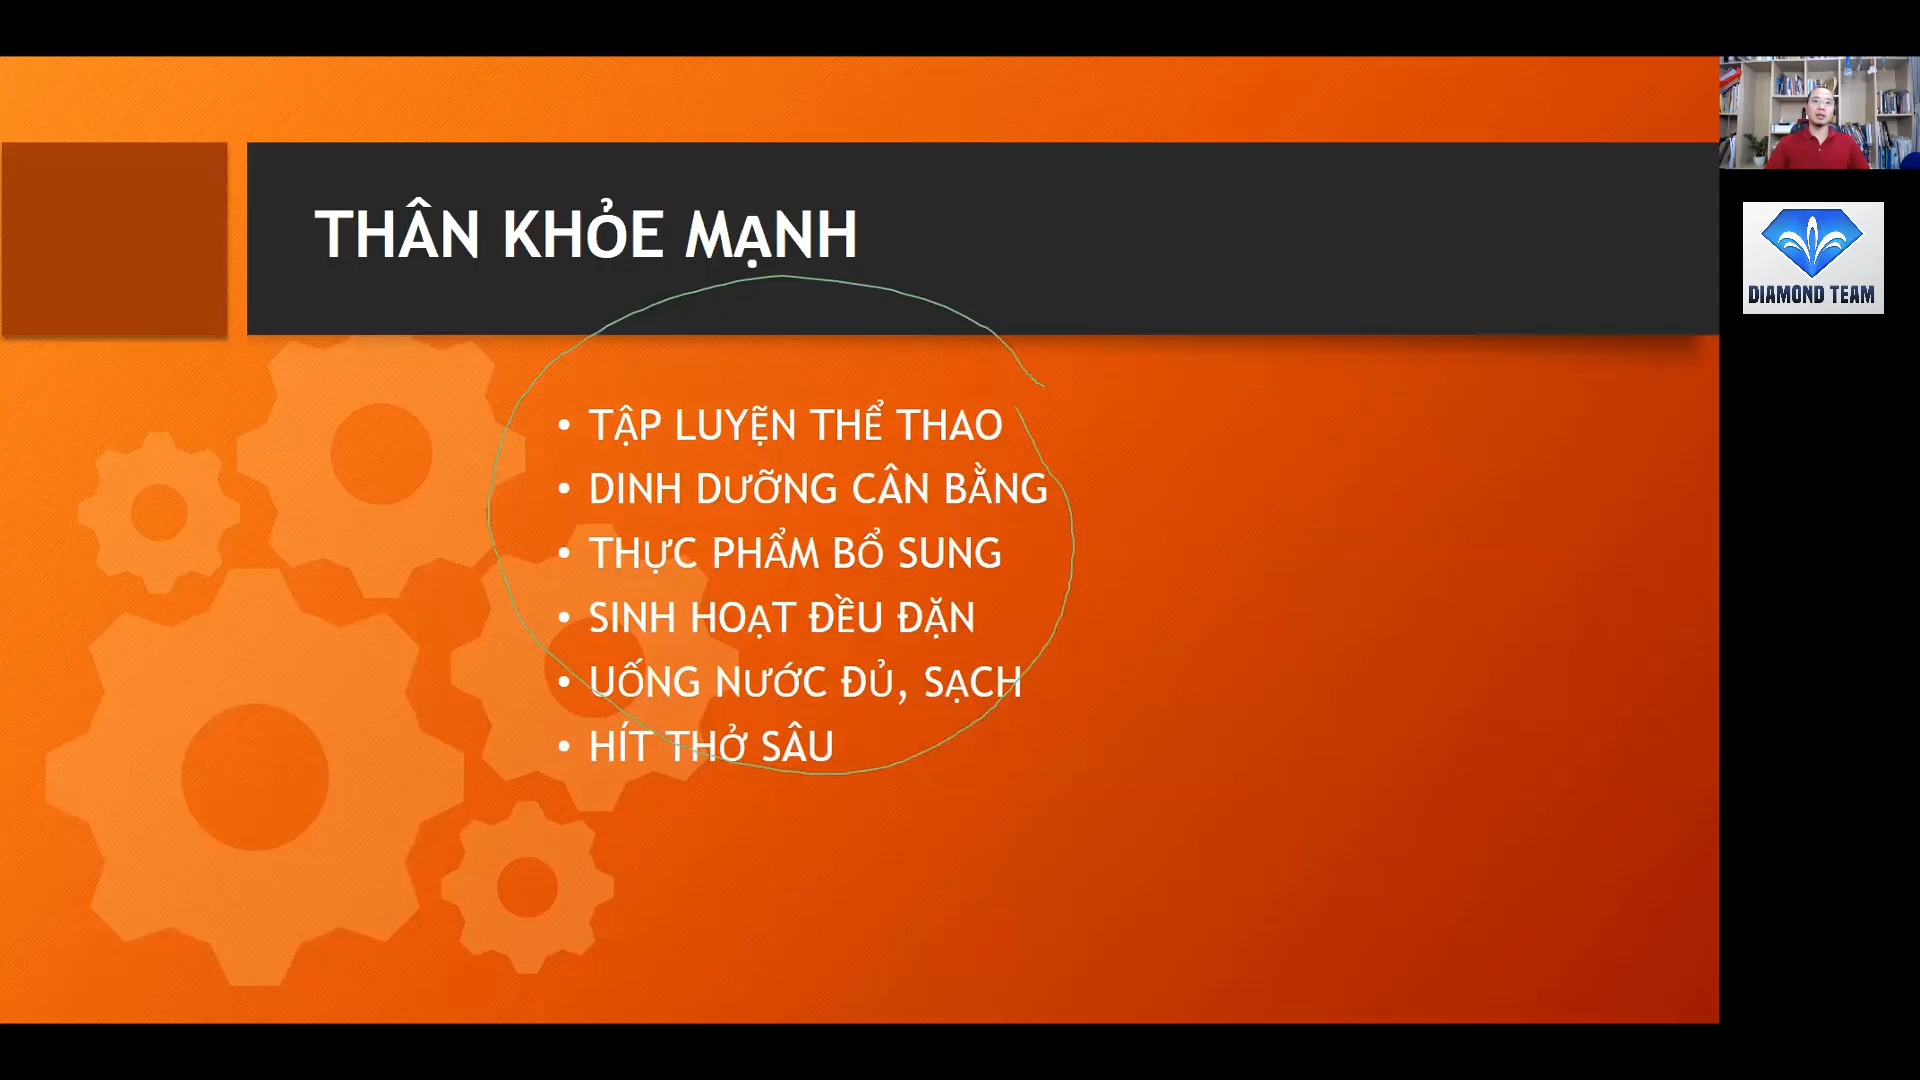 THÂN KHỎE MẠNH
• TẬP LUYỆN THỂ THAO
• DINH DƯỠNG CÂN BẰNG
• THỰC PHẨM BỔ SUNG
• SINH HOẠT ĐỀU ĐẶN
• UỐNG NƯỚC ĐỦ, SẠCH
• HÍT THỞ SÂU
DIAMOND TEAM